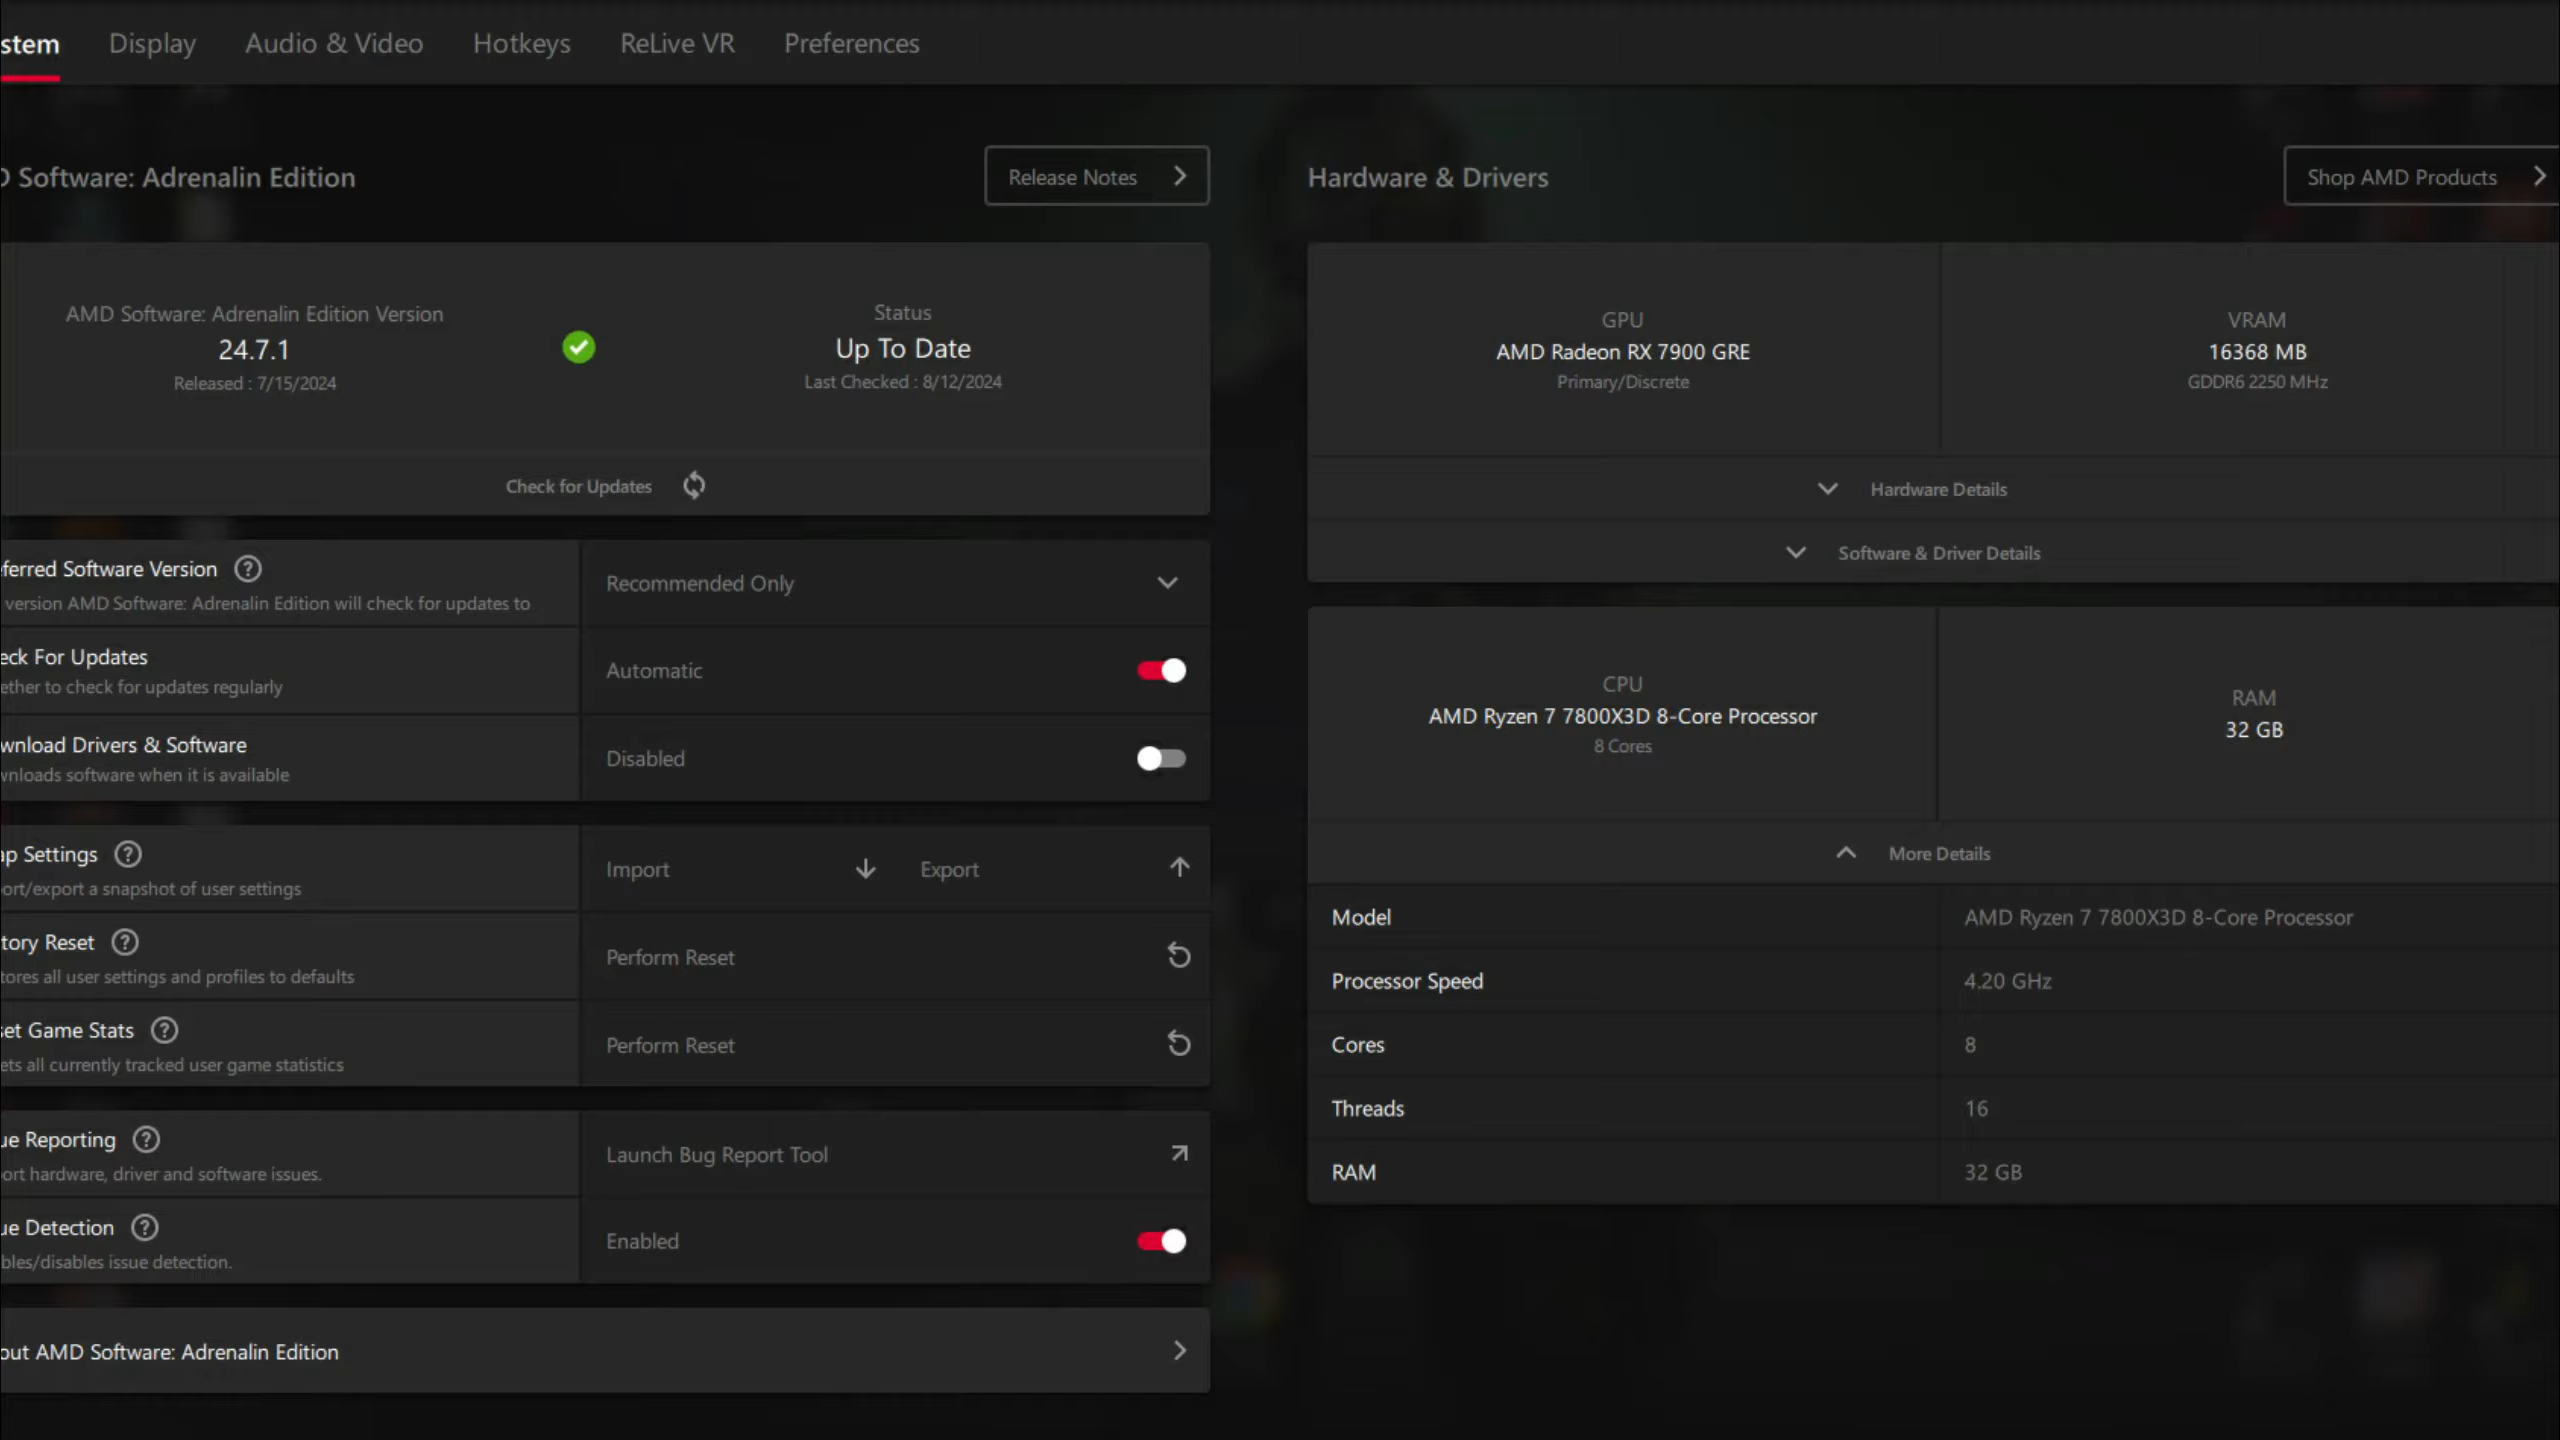 stem
Display
Audio & Video
Hotkeys
ReLive VR
Preferences
D Software: Adrenalin Edition
Release Notes
AMD Software: Adrenalin Edition Version
24.7.1
Released : 7/15/2024
Status
Up To Date
Last Checked : 8/12/2024
Check for Updates
ferred Software Version
version AMD Software: Adrenalin Edition will check for updates to
Recommended Only
eck For Updates
ether to check for updates regularly
Automatic
wnload Drivers & Software
wnloads software when it is available
Disabled
ap Settings
ort/export a snapshot of user settings
Import
Export
tory Reset
tores all user settings and profiles to defaults
Perform Reset
set Game Stats
ets all currently tracked user game statistics
Perform Reset
ue Reporting
ort hardware, driver and software issues.
Launch Bug Report Tool
ue Detection
bles/disables issue detection.
Enabled
out AMD Software: Adrenalin Edition
Hardware & Drivers
Shop AMD Products
GPU
AMD Radeon RX 7900 GRE
Primary/Discrete
VRAM
16368 MB
GDDR6 2250 MHz
Hardware Details
Software & Driver Details
CPU
AMD Ryzen 7 7800X3D 8-Core Processor
8 Cores
RAM
32 GB
More Details
Model
AMD Ryzen 7 7800X3D 8-Core Processor
Processor Speed
4.20 GHz
Cores
8
Threads
16
RAM
32 GB